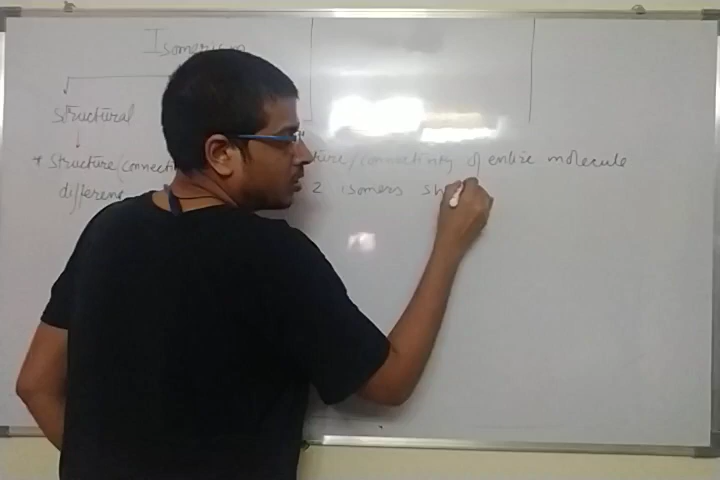 Isomerism
Structural
* Structure/connecti ture/connectivity of entire molecule
differen 2 isomers sh